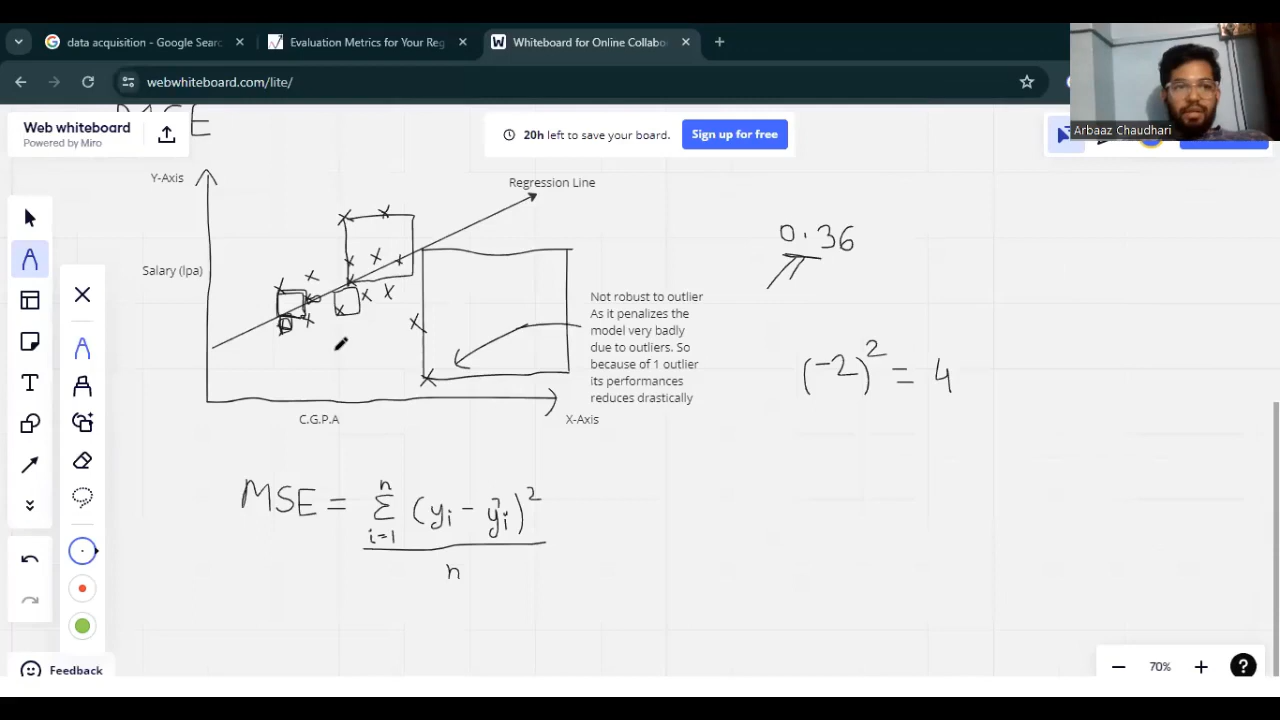 data acquisition - Google Searc
Evaluation Metrics for Your Reg
Whiteboard for Online Collabo
webwhiteboard.com/lite/
Arbaaz Chaudhari
Web whiteboard
Powered by Miro
20h left to save your board.
Sign up for free
Y-Axis
Regression Line
Salary (lpa)
0.36
Not robust to outlier
As it penalizes the
model very badly
due to outliers. So
because of 1 outlier
its performances
reduces drastically
(-2)² = 4
C.G.P.A
X-Axis
MSE = n Σ i=1 (yi - ŷi)² / n
T
Feedback
70%
?